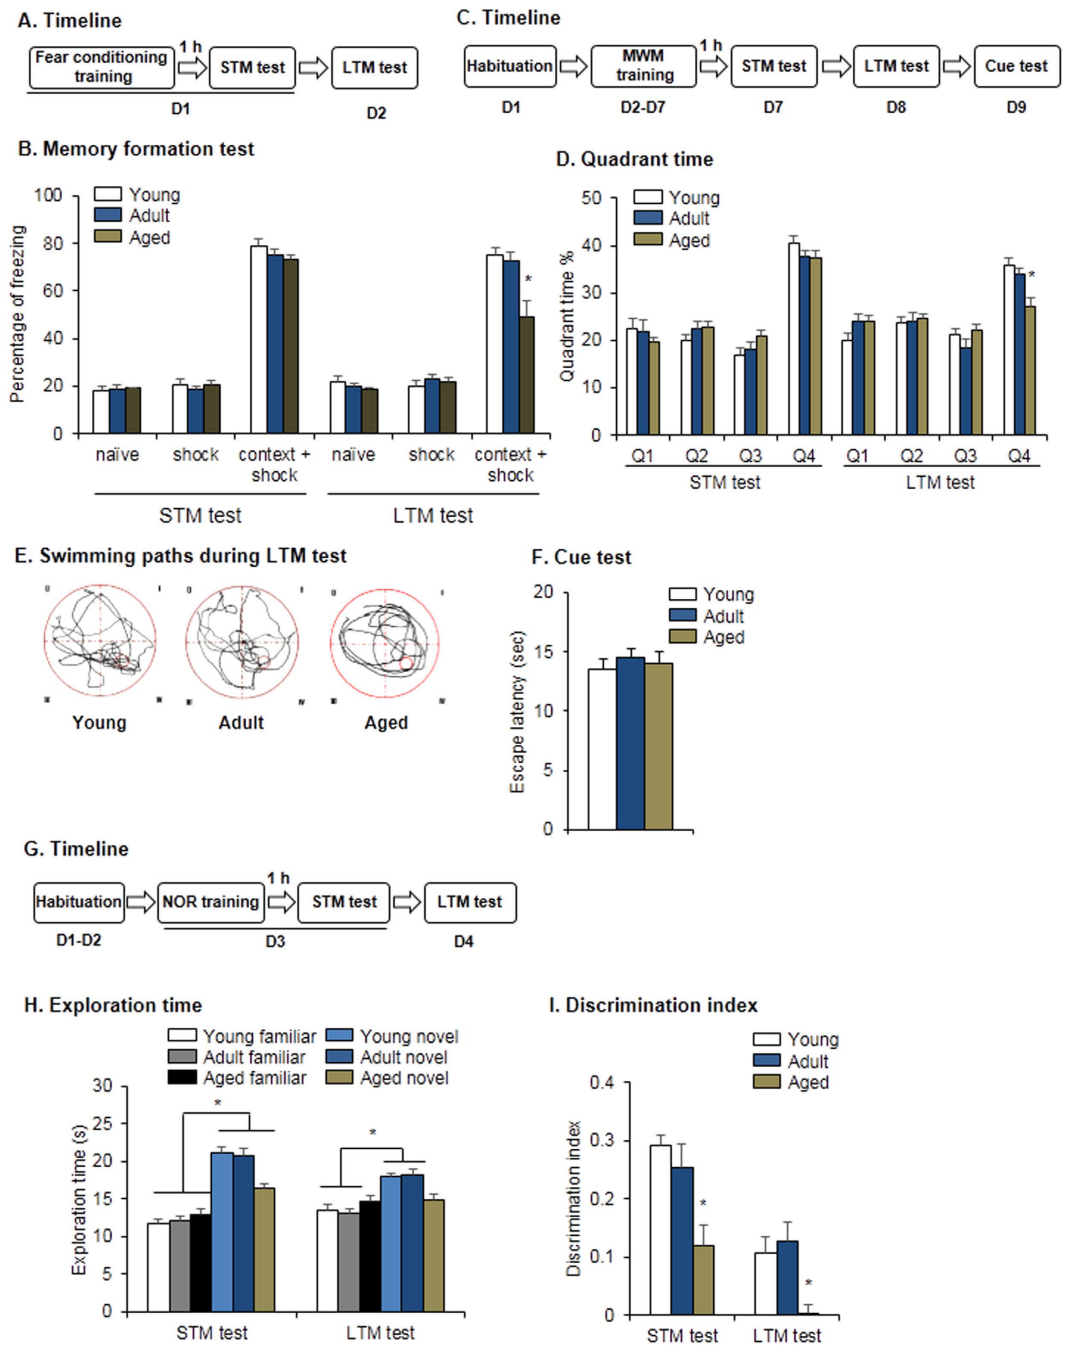 A. Timeline
Fear conditioning
training
1 h
STM test
LTM test
D1
D2
C. Timeline
Habituation
MWM
training
1 h
STM test
LTM test
Cue test
D1
D2-D7
D7
D8
D9
B. Memory formation test
Young
Adult
Aged
Percentage of freezing
100
80
60
40
20
0
*
naïve
shock
context +
shock
naïve
shock
context +
shock
STM test
LTM test
D. Quadrant time
Young
Adult
Aged
Quadrant time %
50
40
30
20
10
0
*
Q1 Q2 Q3 Q4 Q1 Q2 Q3 Q4
STM test
LTM test
E. Swimming paths during LTM test
Young
Adult
Aged
F. Cue test
Young
Adult
Aged
Escape latency (sec)
20
15
10
5
0
G. Timeline
Habituation
NOR training
1 h
STM test
LTM test
D1-D2
D3
D4
H. Exploration time
Young familiar
Adult familiar
Aged familiar
Young novel
Adult novel
Aged novel
Exploration time (s)
30
25
20
15
10
5
0
*
*
STM test
LTM test
I. Discrimination index
Young
Adult
Aged
Discrimination index
0.4
0.3
0.2
0.1
0
*
*
STM test
LTM test